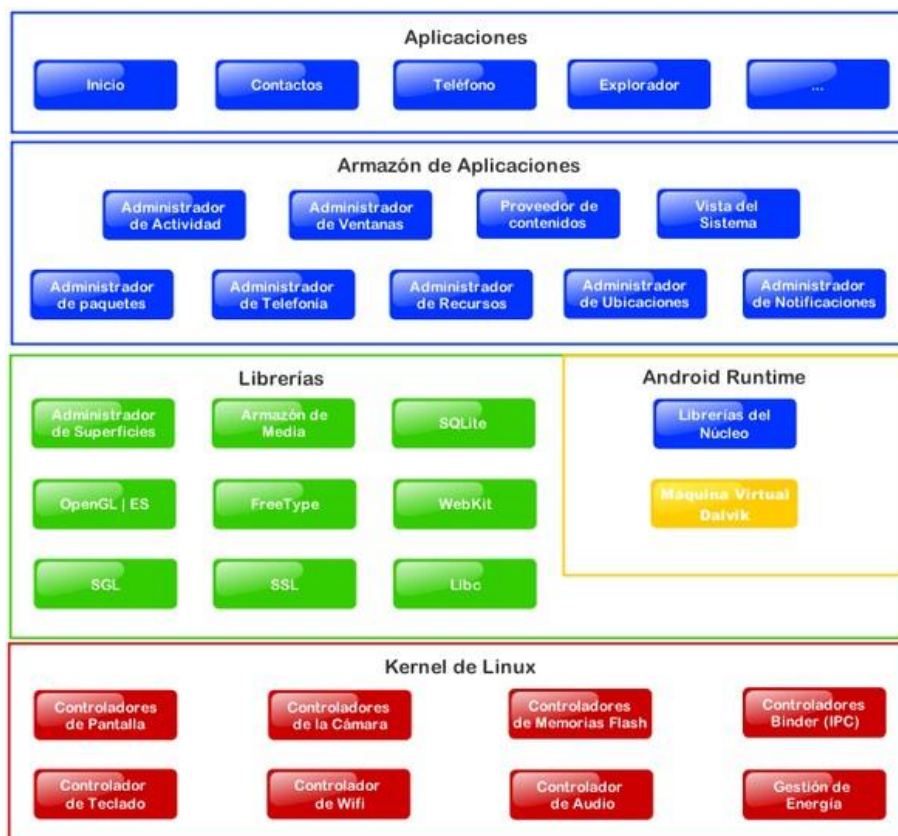 Aplicaciones
Inicio
Contactos
Teléfono
Explorador
...
Armazón de Aplicaciones
Administrador
de Actividad
Administrador
de Ventanas
Proveedor de
contenidos
Vista del
Sistema
Administrador
de paquetes
Administrador
de Telefonía
Administrador
de Recursos
Administrador
de Ubicaciones
Administrador
de Notificaciones
Librerías
Administrador
de Superficies
Armazón de
Media
SQLite
OpenGL | ES
FreeType
WebKit
SGL
SSL
Libc
Android Runtime
Librerías del
Núcleo
Máquina Virtual
Dalvik
Kernel de Linux
Controladores
de Pantalla
Controladores
de la Cámara
Controladores
de Memorias Flash
Controladores
Binder (IPC)
Controlador
de Teclado
Controlador
de Wifi
Controlador
de Audio
Gestión de
Energía